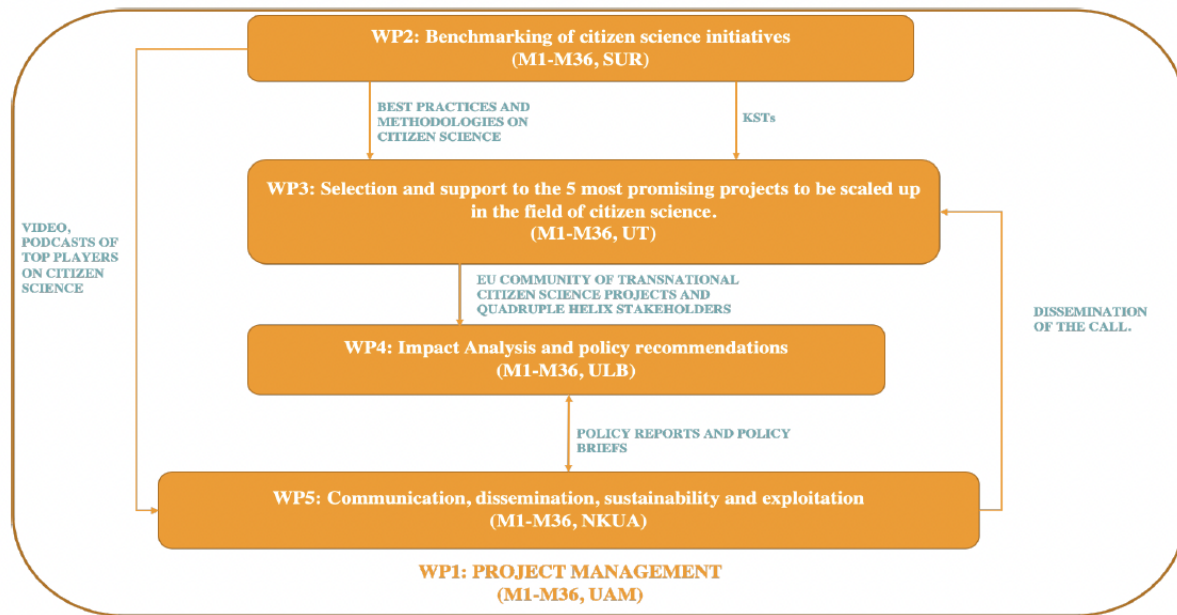 WP2: Benchmarking of citizen science initiatives
(M1-M36, SUR)
BEST PRACTICES AND
METHODOLOGIES ON
CITIZEN SCIENCE
KSTs
WP3: Selection and support to the 5 most promising projects to be scaled up
in the field of citizen science.
(M1-M36, UT)
VIDEO,
PODCASTS OF
TOP PLAYERS
ON CITIZEN
SCIENCE
EU COMMUNITY OF TRANSNATIONAL
CITIZEN SCIENCE PROJECTS AND
QUADRUPLE HELIX STAKEHOLDERS
DISSEMINATION
OF THE CALL.
WP4: Impact Analysis and policy recommendations
(M1-M36, ULB)
POLICY REPORTS AND POLICY
BRIEFS
WP5: Communication, dissemination, sustainability and exploitation
(M1-M36, NKUA)
WP1: PROJECT MANAGEMENT
(M1-M36, UAM)